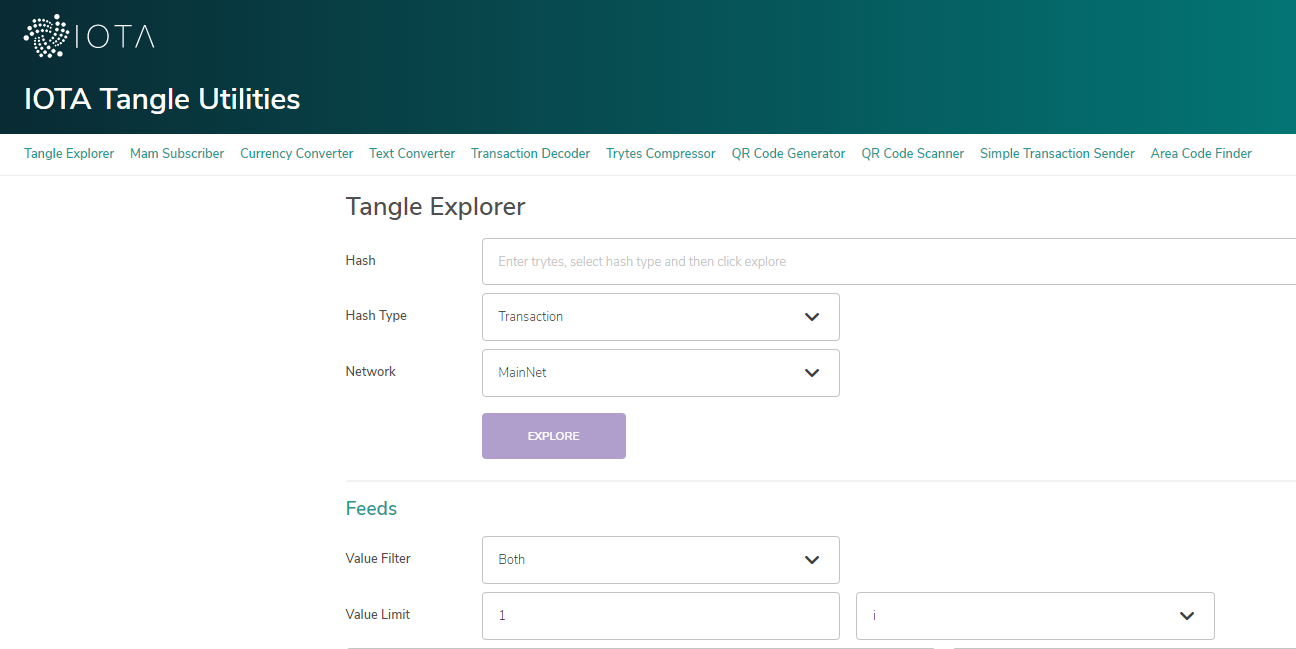 IOTA
IOTA Tangle Utilities
Tangle Explorer Mam Subscriber Currency Converter Text Converter Transaction Decoder Trytes Compressor QR Code Generator QR Code Scanner Simple Transaction Sender Area Code Finder
Tangle Explorer
Hash Enter trytes, select hash type and then click explore
Hash Type Transaction
Network MainNet
EXPLORE
Feeds
Value Filter Both
Value Limit 1 i